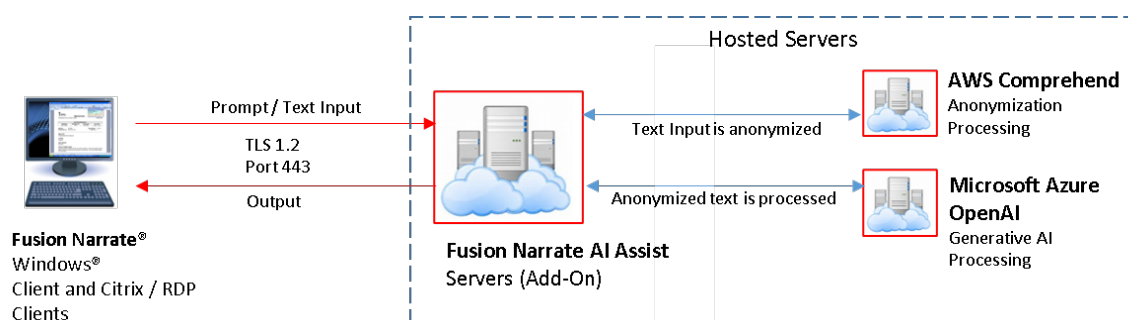 Hosted Servers
Prompt / Text Input
TLS 1.2
Port 443
Output
Fusion Narrate®
Windows®
Client and Citrix / RDP
Clients
Fusion Narrate AI Assist
Servers (Add-On)
Text Input is anonymized
Anonymized text is processed
AWS Comprehend
Anonymization
Processing
Microsoft Azure
OpenAI
Generative AI
Processing